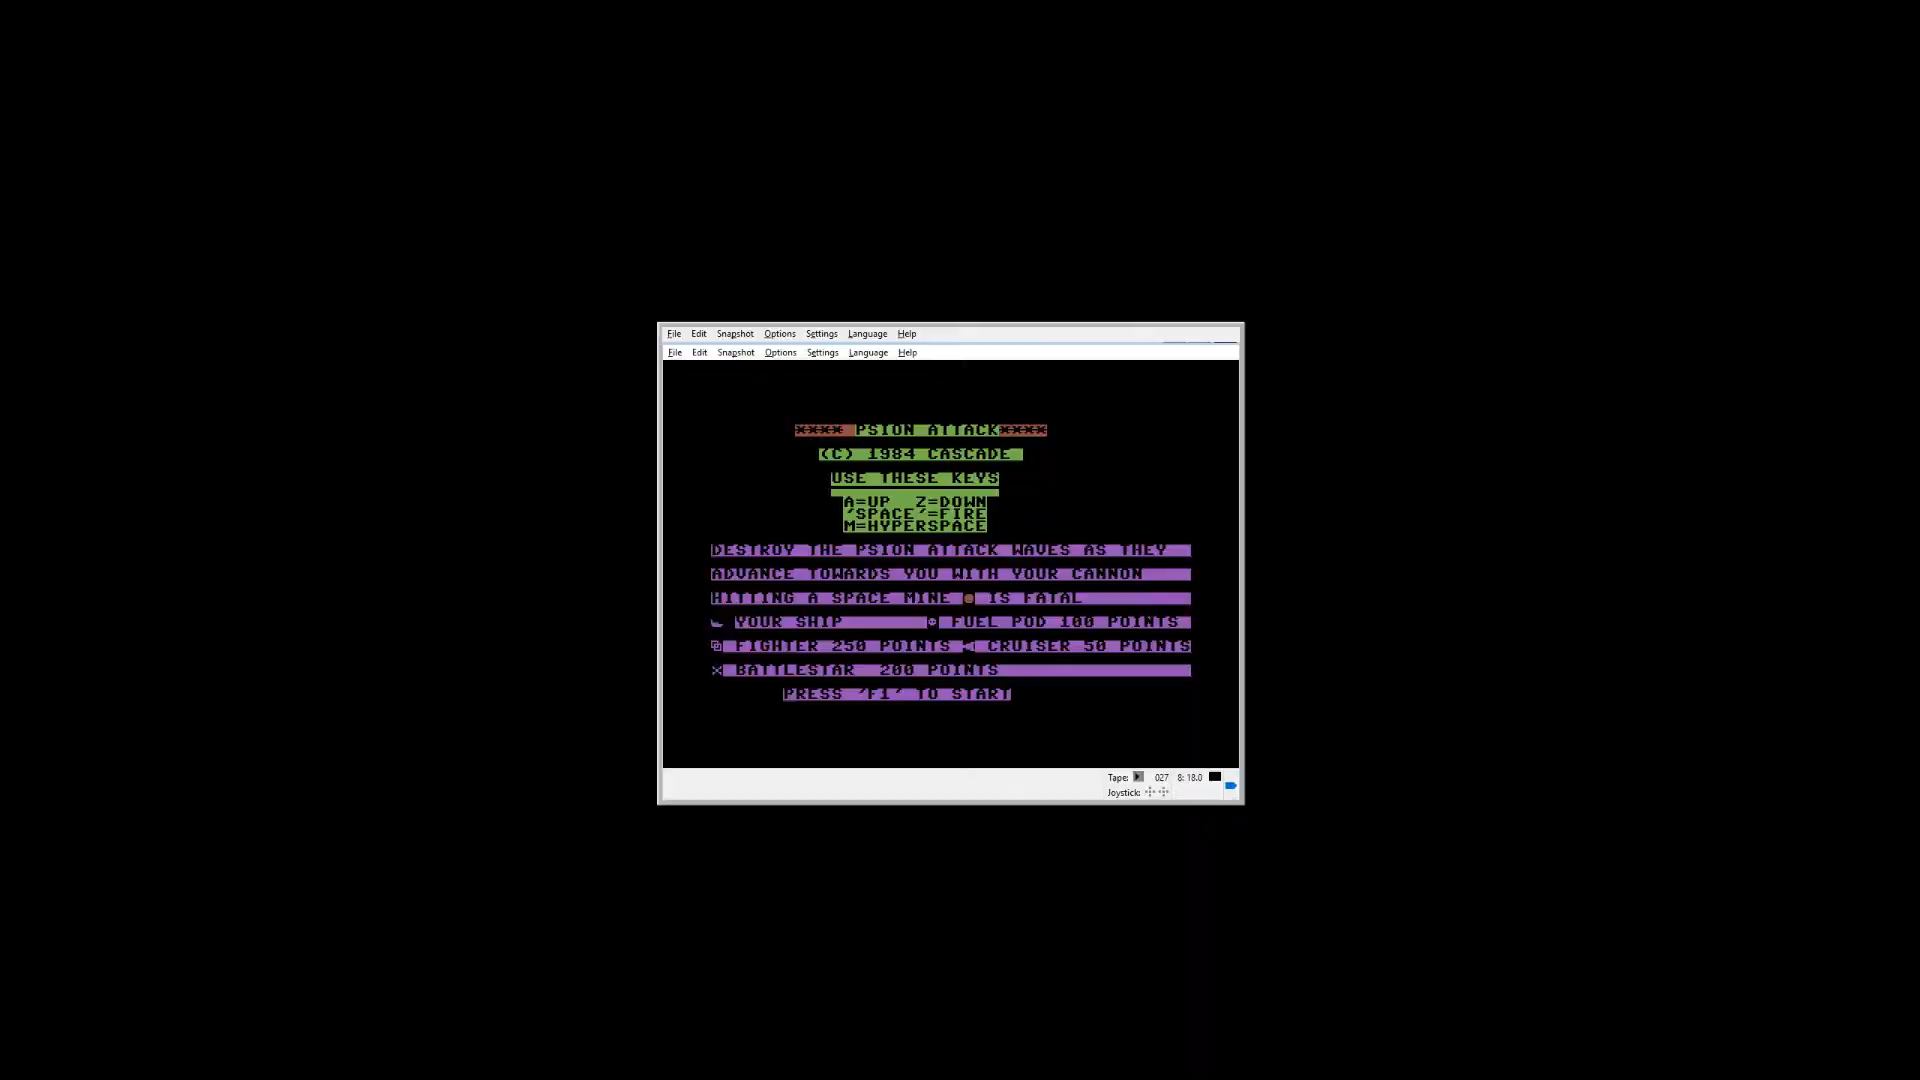 File Edit Snapshot Options Settings Language Help
File Edit Snapshot Options Settings Language Help
**** PSION ATTACK****
(C) 1984 CASCADE
USE THESE KEYS
A=UP Z=DOWN
'SPACE'=FIRE
M=HYPERSPACE
DESTROY THE PSION ATTACK WAVES AS THEY
ADVANCE TOWARDS YOU WITH YOUR CANNON
HITTING A SPACE MINE IS FATAL
YOUR SHIP FUEL POD 100 POINTS
FIGHTER 250 POINTS CRUISER 50 POINTS
BATTLESTAR 200 POINTS
PRESS 'F1' TO START
Tape: 027 8: 18.0
Joystick: